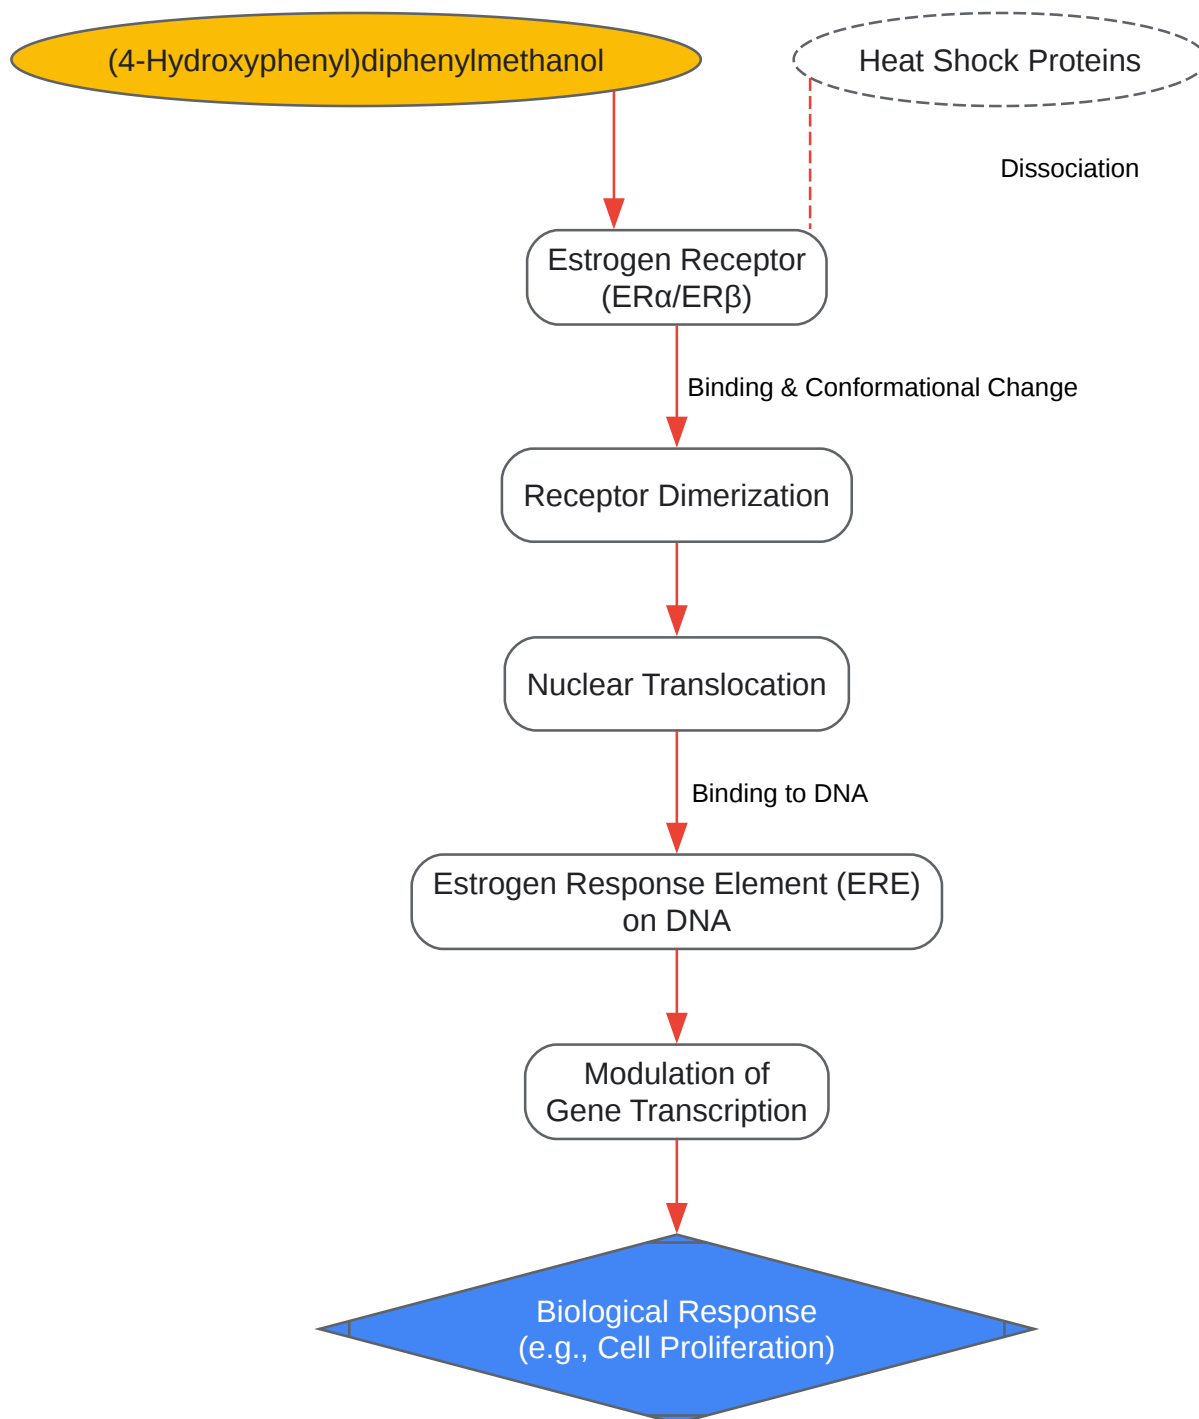 (4-Hydroxyphenyl)diphenylmethanol
Heat Shock Proteins
Dissociation
Estrogen Receptor
(ERα/ERβ)
Binding & Conformational Change
Receptor Dimerization
Nuclear Translocation
Binding to DNA
Estrogen Response Element (ERE)
on DNA
Modulation of
Gene Transcription
Biological Response
(e.g., Cell Proliferation)